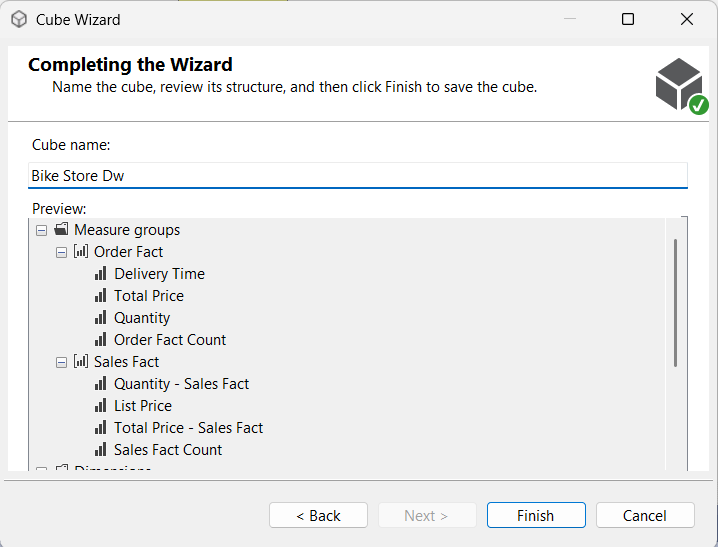 Cube Wizard
Completing the Wizard
Name the cube, review its structure, and then click Finish to save the cube.
Cube name:
Bike Store Dw
Preview:
Measure groups
Order Fact
Delivery Time
Total Price
Quantity
Order Fact Count
Sales Fact
Quantity - Sales Fact
List Price
Total Price - Sales Fact
Sales Fact Count
Dimensions
< Back
Next >
Finish
Cancel